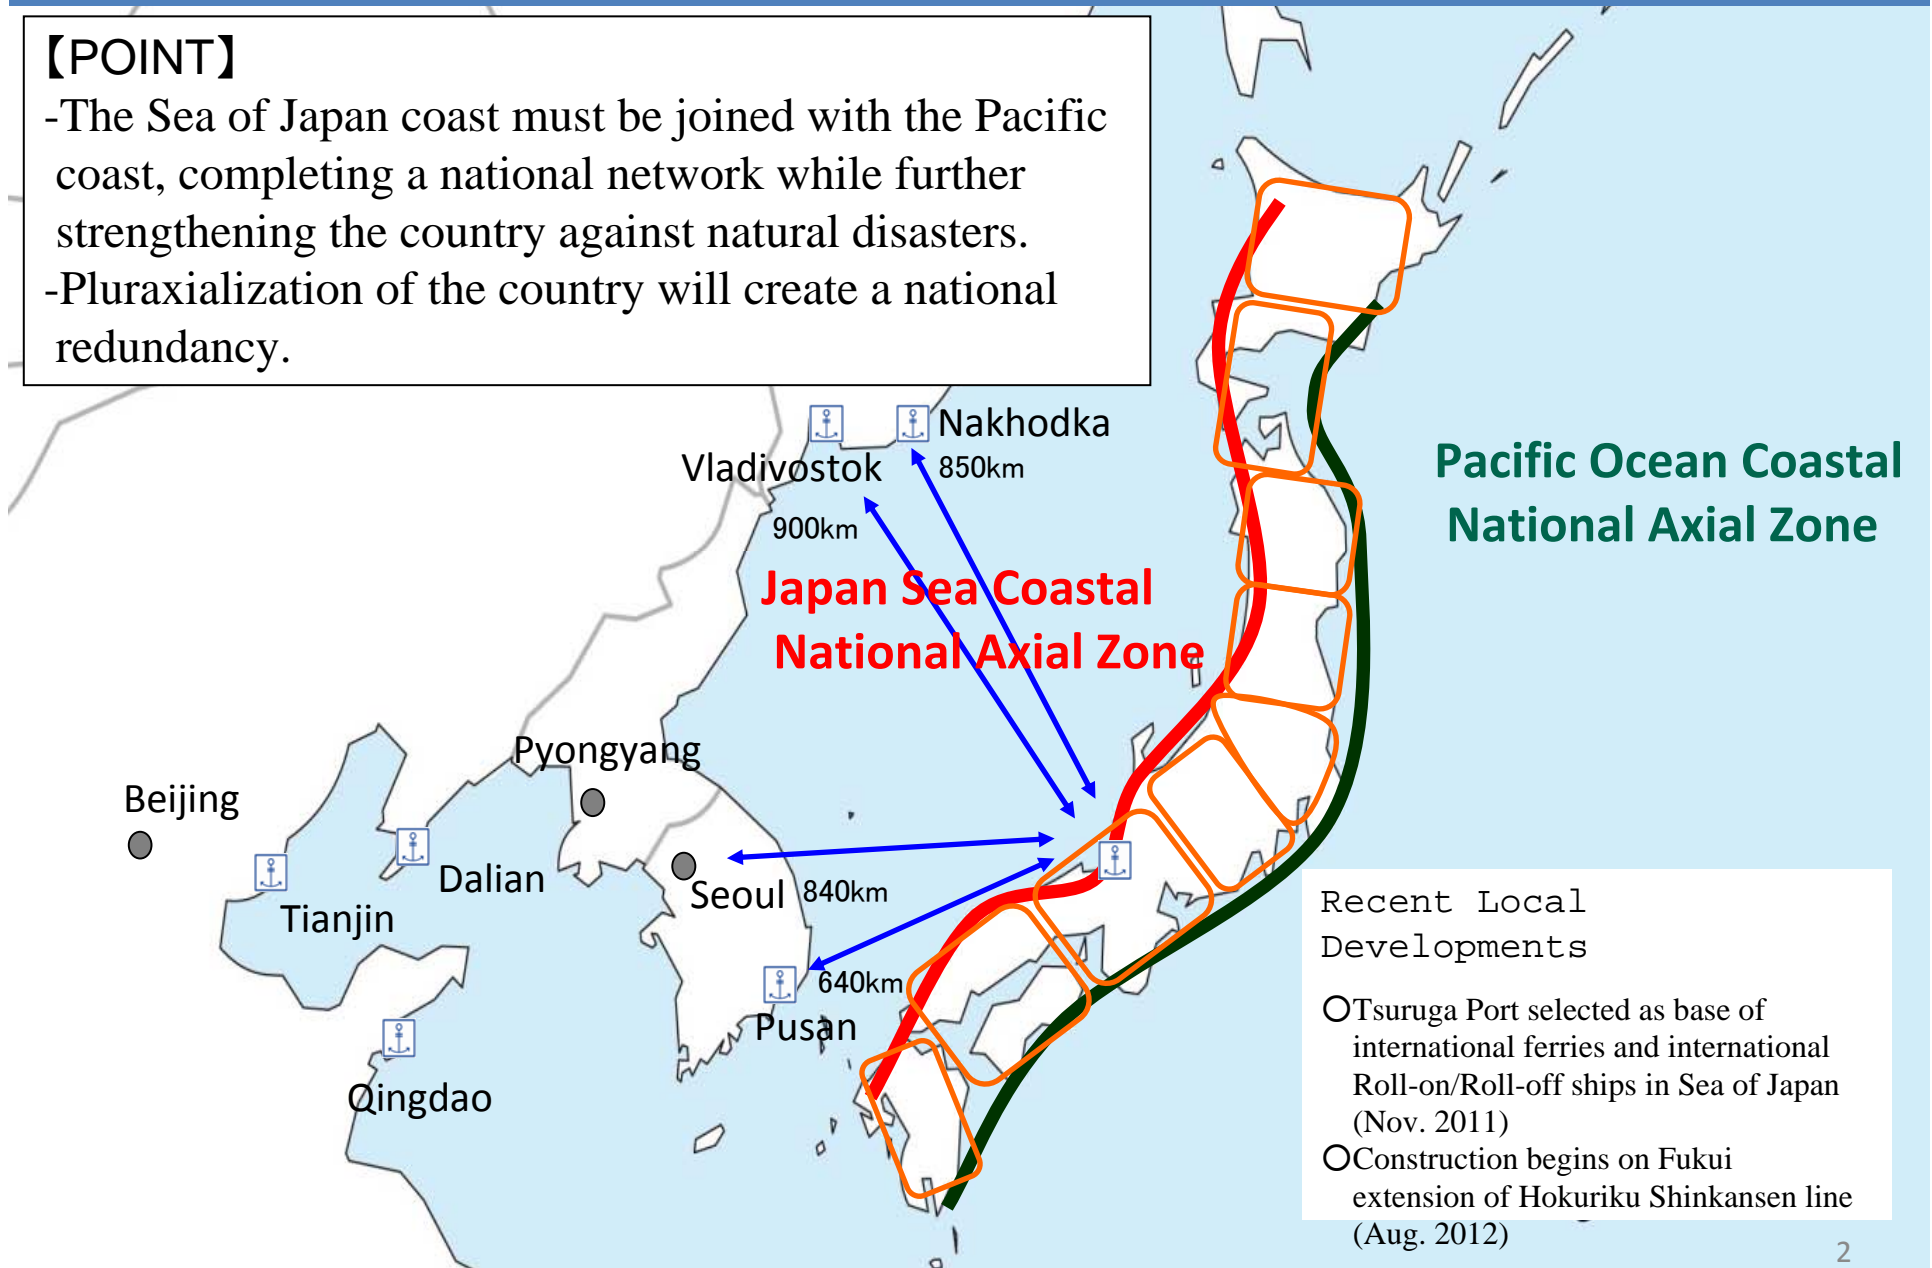 【POINT】
-The Sea of Japan coast must be joined with the Pacific
coast, completing a national network while further
strengthening the country against natural disasters.
-Pluraxialization of the country will create a national
redundancy.
Nakhodka
850km
Vladivostok
900km
Pacific Ocean Coastal
National Axial Zone
Japan Sea Coastal
National Axial Zone
Pyongyang
Beijing
Dalian
Seoul
840km
Tianjin
640km
Pusan
Qingdao
Recent Local
Developments
○Tsuruga Port selected as base of
international ferries and international
Roll-on/Roll-off ships in Sea of Japan
(Nov. 2011)
○Construction begins on Fukui
extension of Hokuriku Shinkansen line
(Aug. 2012)
2